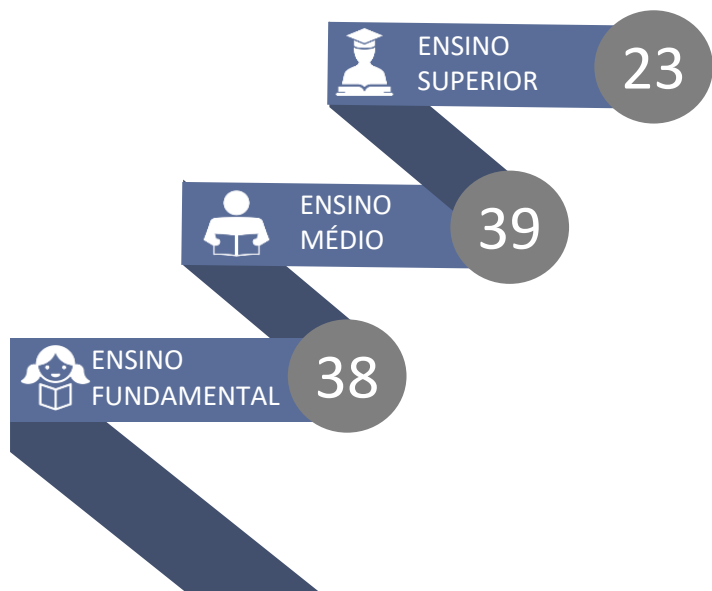 ENSINO
SUPERIOR
23
ENSINO
MÉDIO
39
ENSINO
FUNDAMENTAL
38